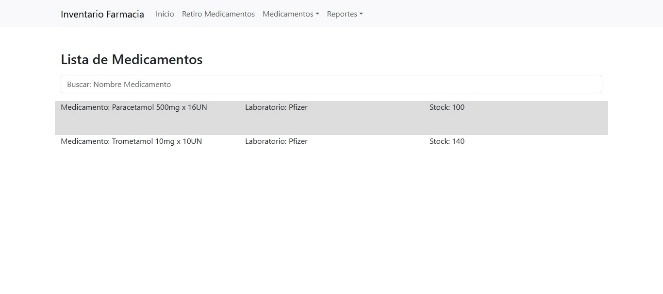 Inventario Farmacia Inicio Retiro Medicamentos Medicamentos Reportes
Lista de Medicamentos
Buscar: Nombre Medicamento
Medicamento: Paracetamol 500mg x 16UN Laboratorio: Pfizer Stock: 100
Medicamento: Trometamol 10mg x 10UN Laboratorio: Pfizer Stock: 140